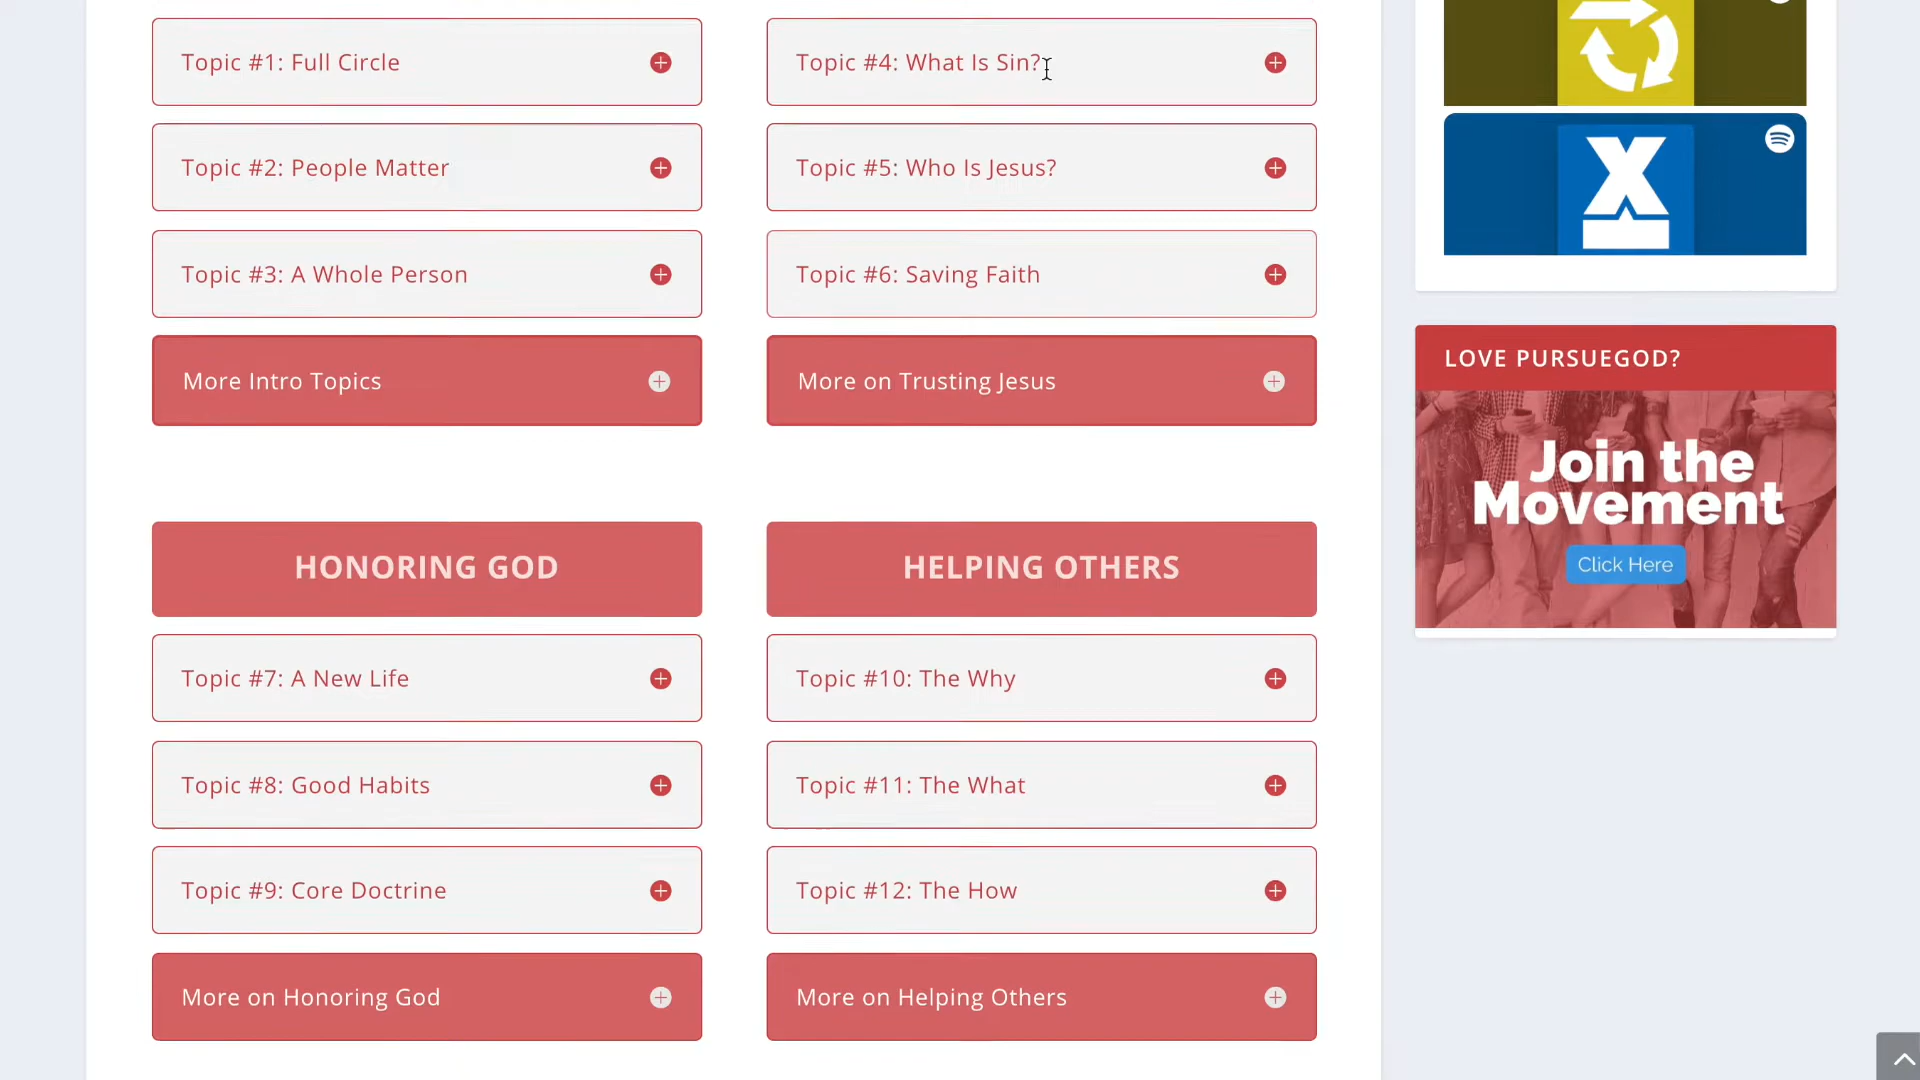 Topic #1: Full Circle
Topic #2: People Matter
Topic #3: A Whole Person
More Intro Topics
Topic #4: What Is Sin?
Topic #5: Who Is Jesus?
Topic #6: Saving Faith
More on Trusting Jesus
HONORING GOD
Topic #7: A New Life
Topic #8: Good Habits
Topic #9: Core Doctrine
More on Honoring God
HELPING OTHERS
Topic #10: The Why
Topic #11: The What
Topic #12: The How
More on Helping Others
LOVE PURSUEGOD?
Join the
Movement
Click Here